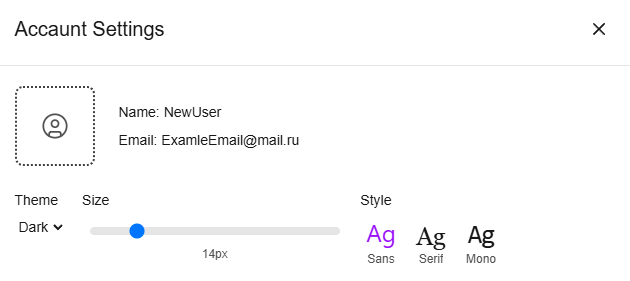 Accaunt Settings
Name: NewUser
Email: ExamleEmail@mail.ru
Theme Size Style
Dark
Ag Ag Ag
14px Sans Serif Mono